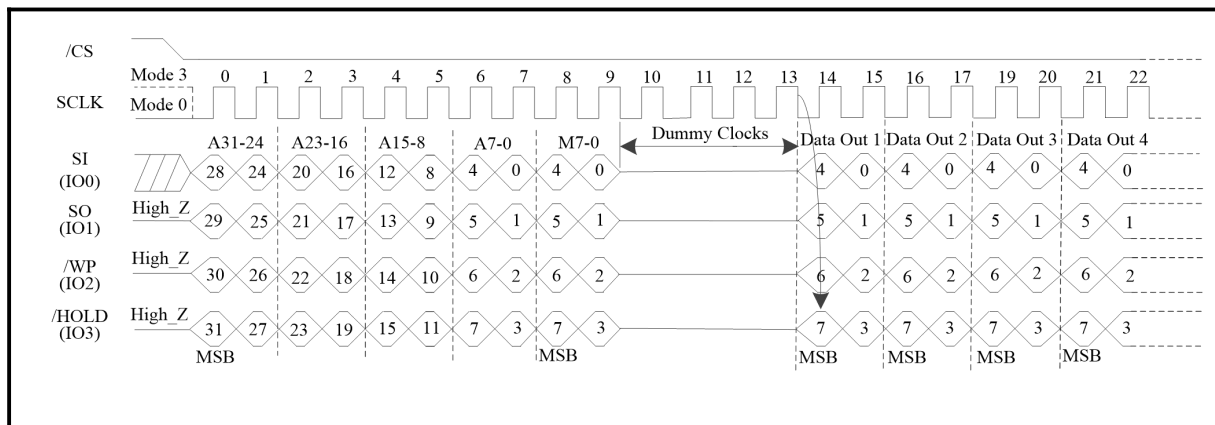 /CS
Mode 3 0 1 2 3 4 5 6 7 8 9 10 11 12 13 14 15 16 17 19 20 21 22
SCLK Mode 0
A31-24 A23-16 A15-8 A7-0 M7-0 Dummy Clocks Data Out 1 Data Out 2 Data Out 3 Data Out 4
SI
(IO0) 28 24 20 16 12 8 4 0 4 0 4 0 4 0 4 0 4 0
SO
(IO1) High_Z 29 25 21 17 13 9 5 1 5 1 5 1 5 1 5 1 5 1
/WP
(IO2) High_Z 30 26 22 18 14 10 6 2 6 2 6 2 6 2 6 2 6 2
/HOLD
(IO3) High_Z 31 27 23 19 15 11 7 3 7 3 7 3 7 3 7 3 7 3
MSB MSB MSB MSB MSB MSB